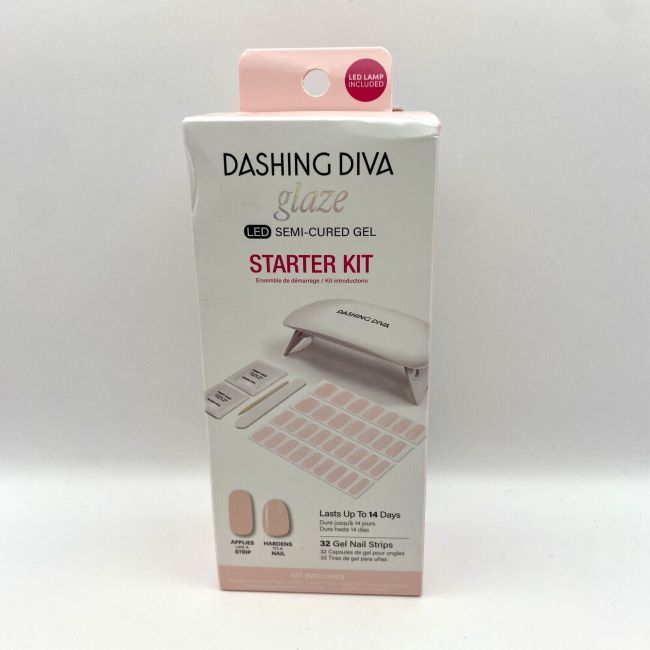 LED LAMP
INCLUDED
DASHING DIVA
glaze
LED SEMI-CURED GEL
STARTER KIT
Ensemble de démarrage / Kit introductorio
DASHING DIVA
Lasts Up To 14 Days
Dure jusqu'à 14 jours
Dura hasta 14 días
APPLIES
LIKE A
STRIP
HARDENS
TO A
NAIL
32 Gel Nail Strips
32 Capsules de gel pour ongles
32 Tiras de gel para uñas
KIT INCLUDES